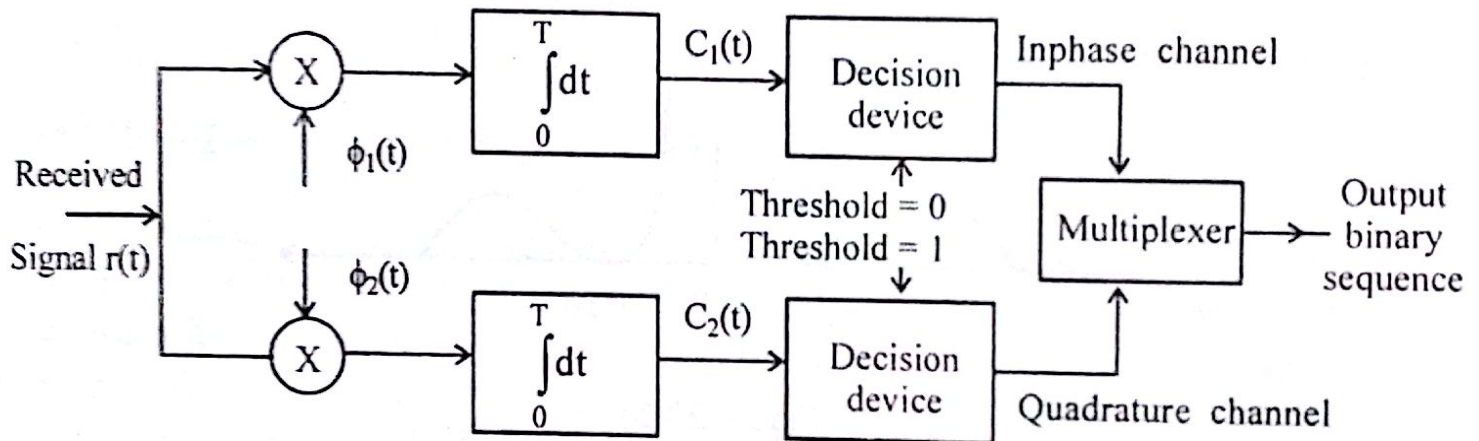 Received
Signal r(t)
X
ϕ₁(t)
T
∫dt
0
C₁(t)
Decision
device
Inphase channel
Threshold = 0
Threshold = 1
Multiplexer
Output
binary
sequence
ϕ₂(t)
X
T
∫dt
0
C₂(t)
Decision
device
Quadrature channel